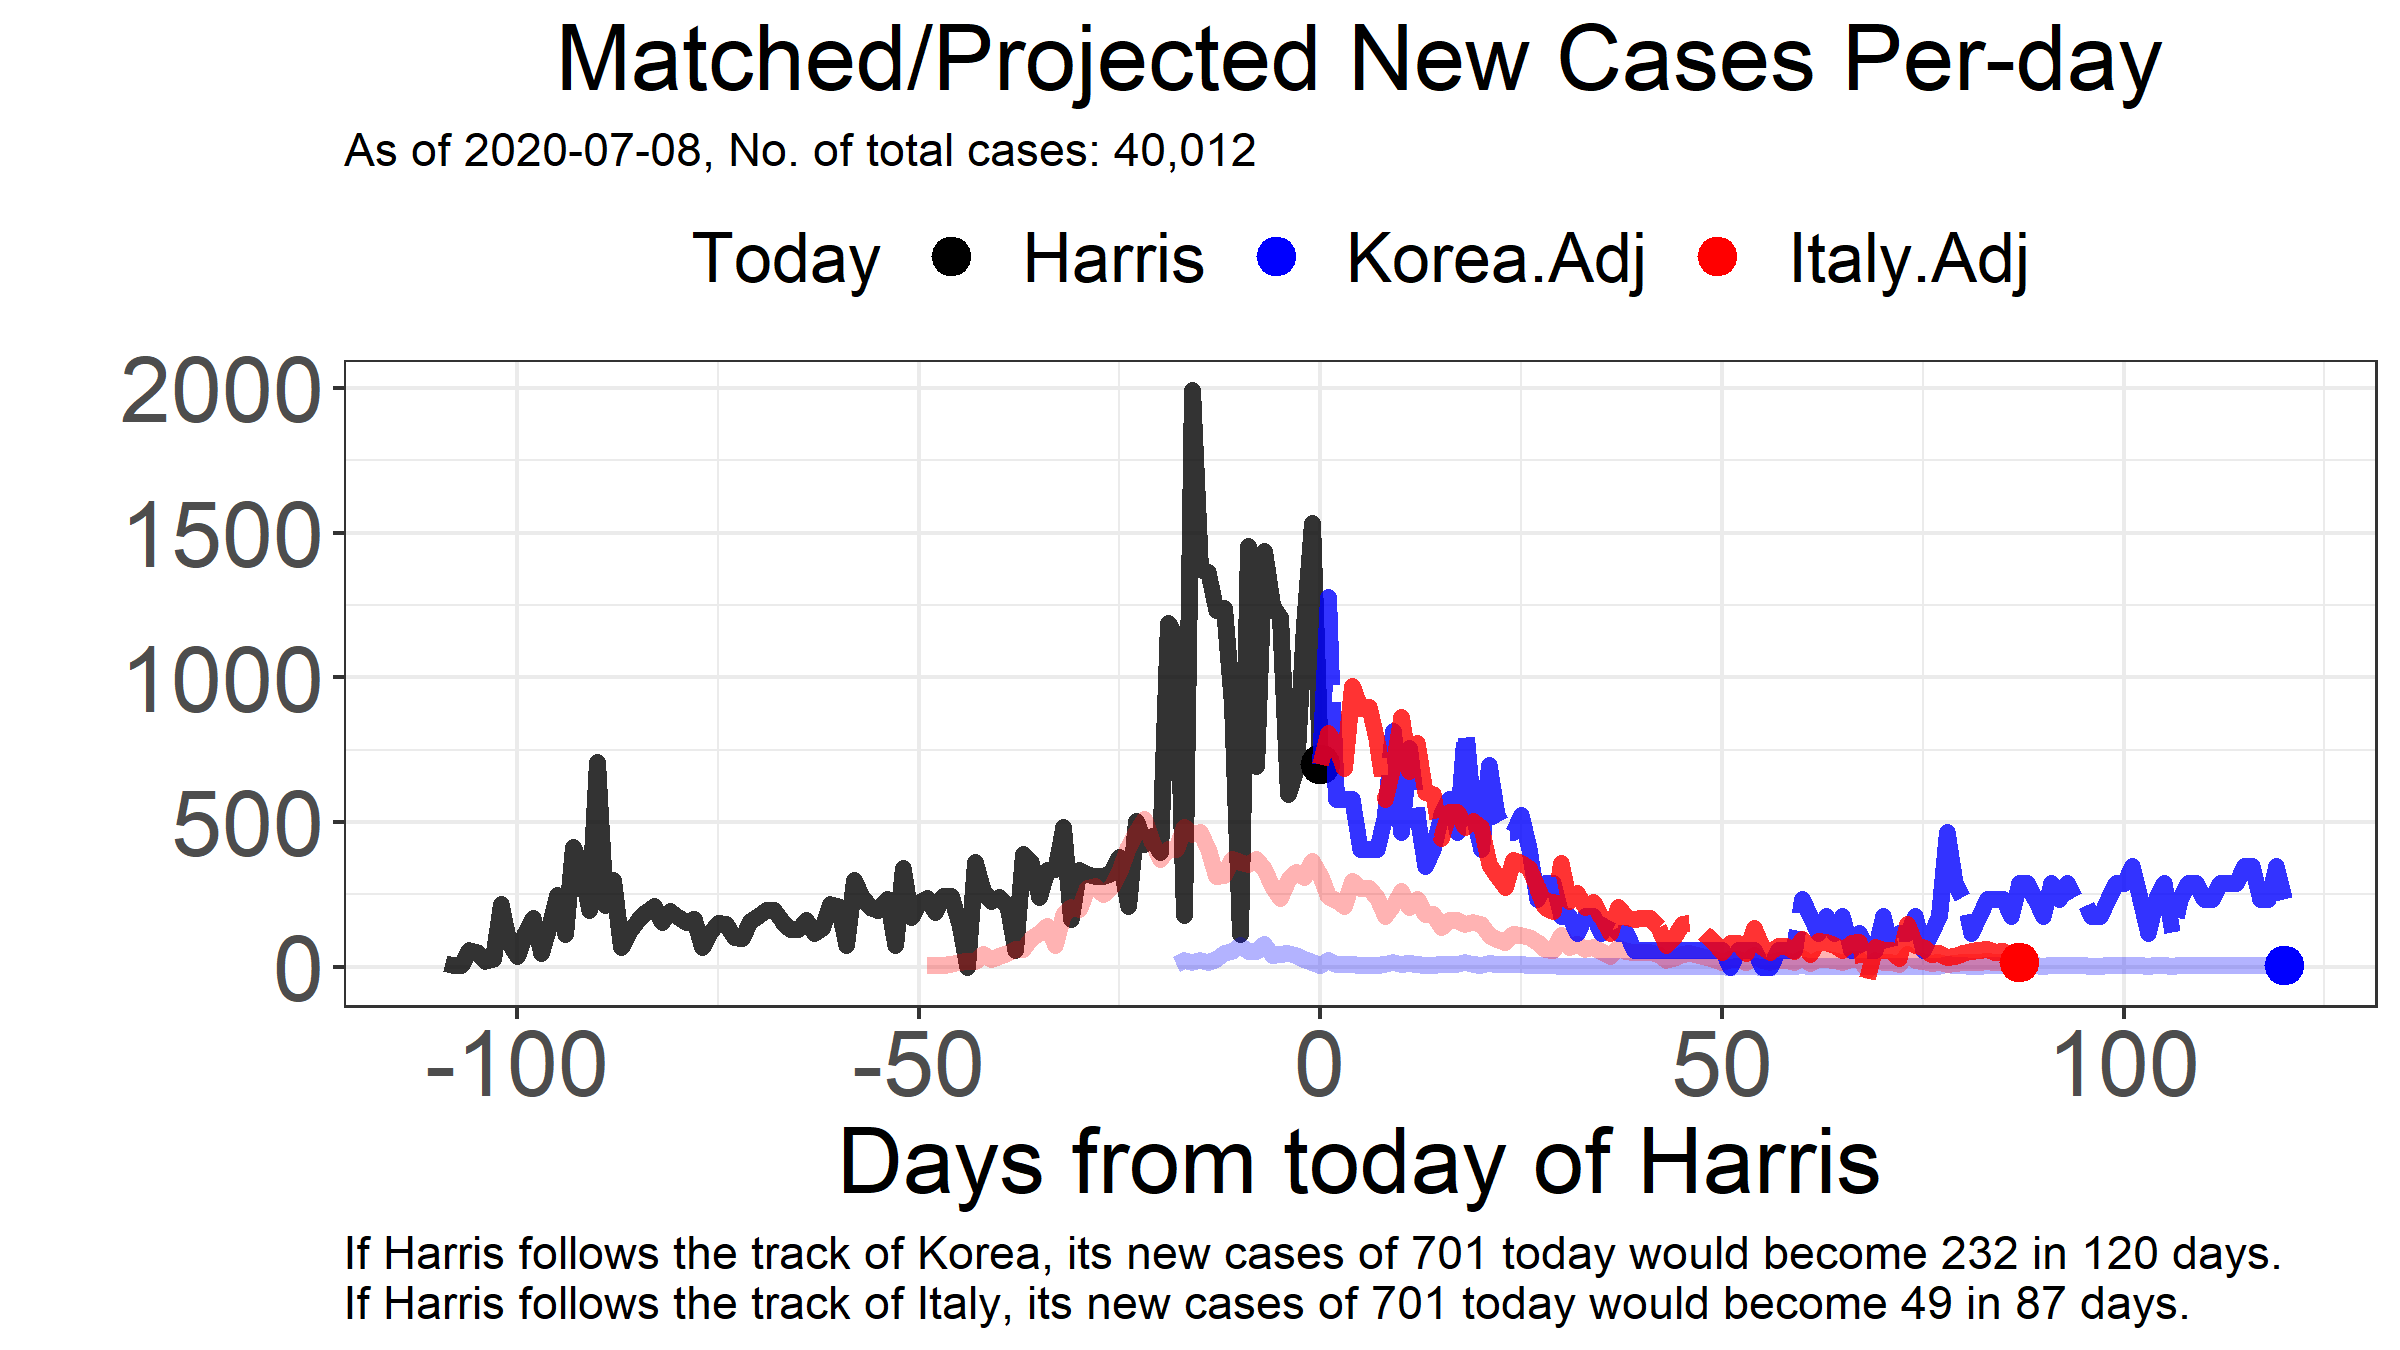 Matched/Projected New Cases Per-day
As of 2020-07-08, No. of total cases: 40,012
Today Harris Korea.Adj Italy.Adj
2000
1500
1000
500
0
-100 -50 0 50 100
Days from today of Harris
If Harris follows the track of Korea, its new cases of 701 today would become 232 in 120 days.
If Harris follows the track of Italy, its new cases of 701 today would become 49 in 87 days.